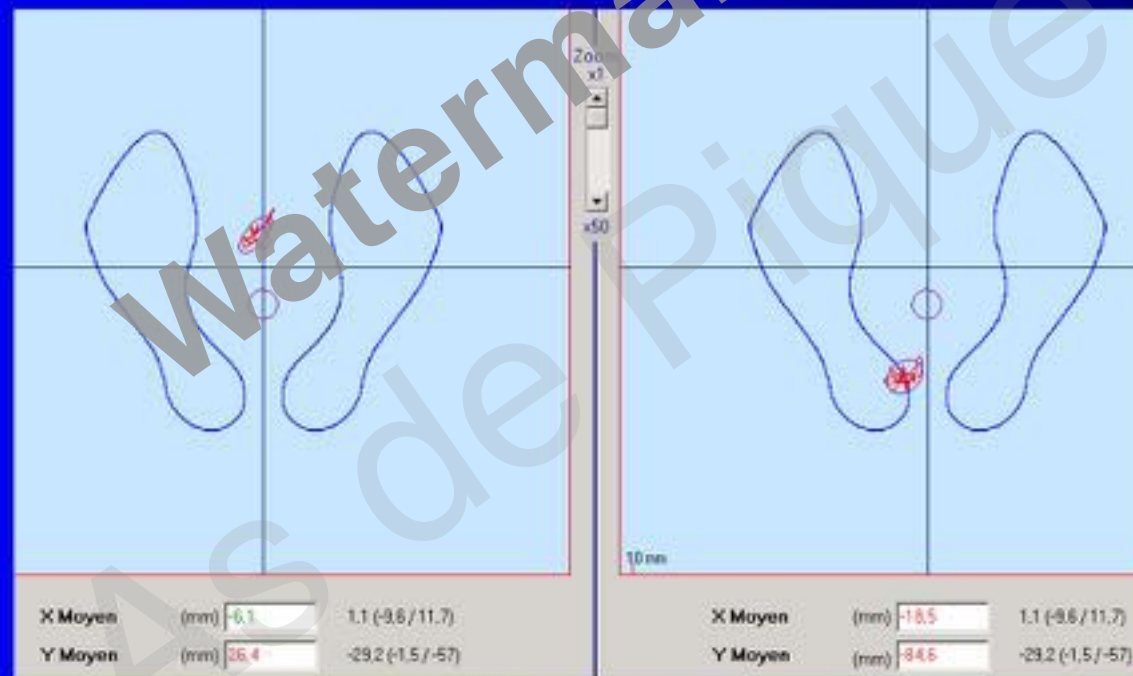 Waterma
As de Pique
Zoom
x1
x50
10 mm
X Moyen (mm) -6,1 1.1 (-9,6 / 11,7)
Y Moyen (mm) 26,4 -29,2 (-1,5 / -57)
X Moyen (mm) -18,5 1.1 (-9,6 / 11,7)
Y Moyen (mm) -84,6 -29,2 (-1,5 / -57)